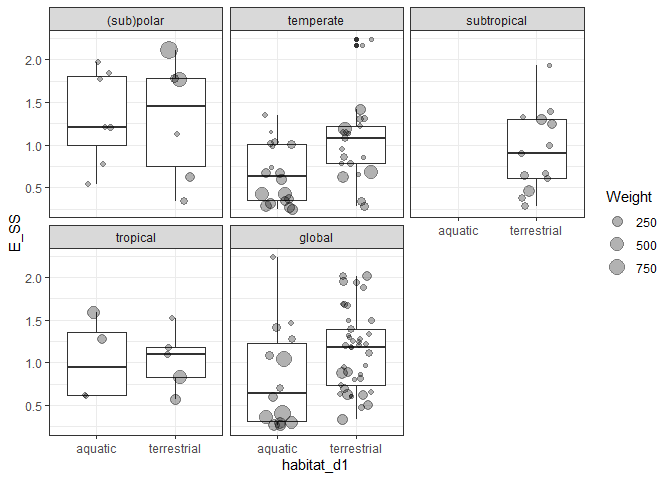 (sub)polar temperate subtropical
2.0
1.5
1.0
0.5
aquatic terrestrial
tropical global
2.0
1.5
1.0
0.5
aquatic terrestrial aquatic terrestrial
habitat_d1
E_SS
Weight
250
500
750